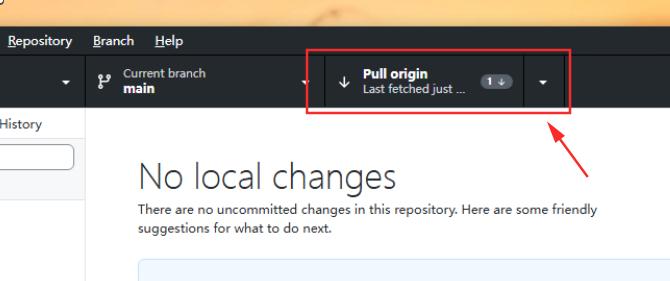 Repository Branch Help
Current branch
main
Pull origin
Last fetched just ...
1
History
No local changes
There are no uncommitted changes in this repository. Here are some friendly
suggestions for what to do next.